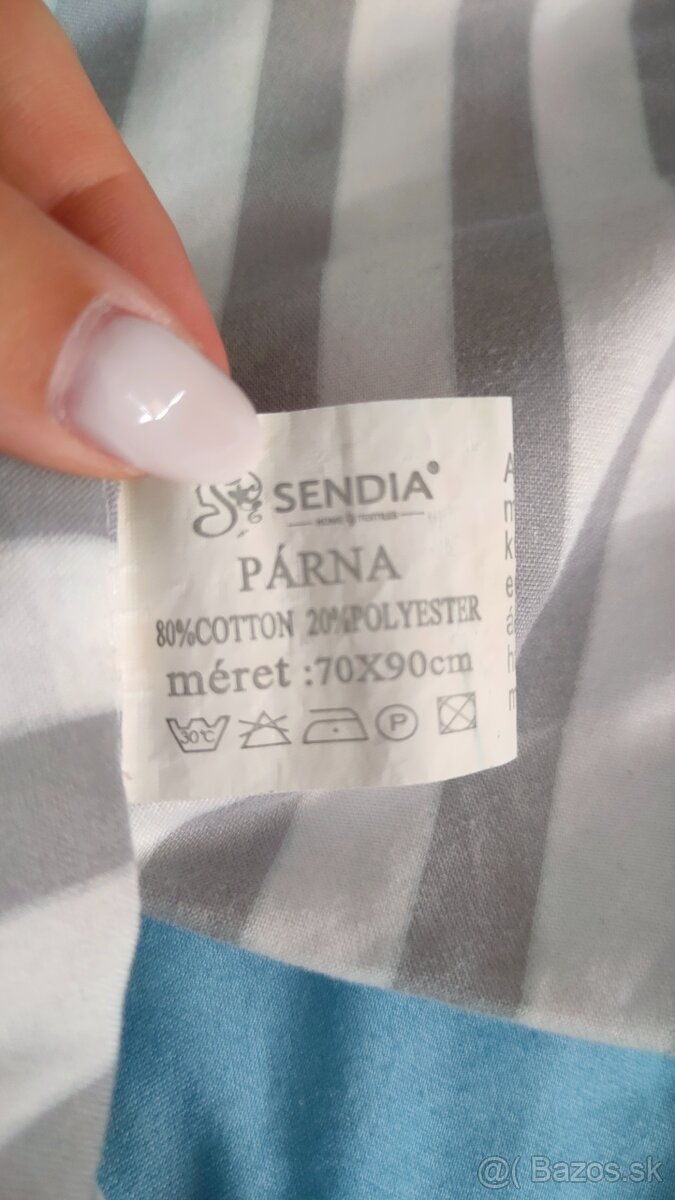 SENDIA®
HOME TEXTILES
PÁRNA
80%COTTON 20%POLYESTER
méret :70X90cm
30°C
P
@( Bazos.sk